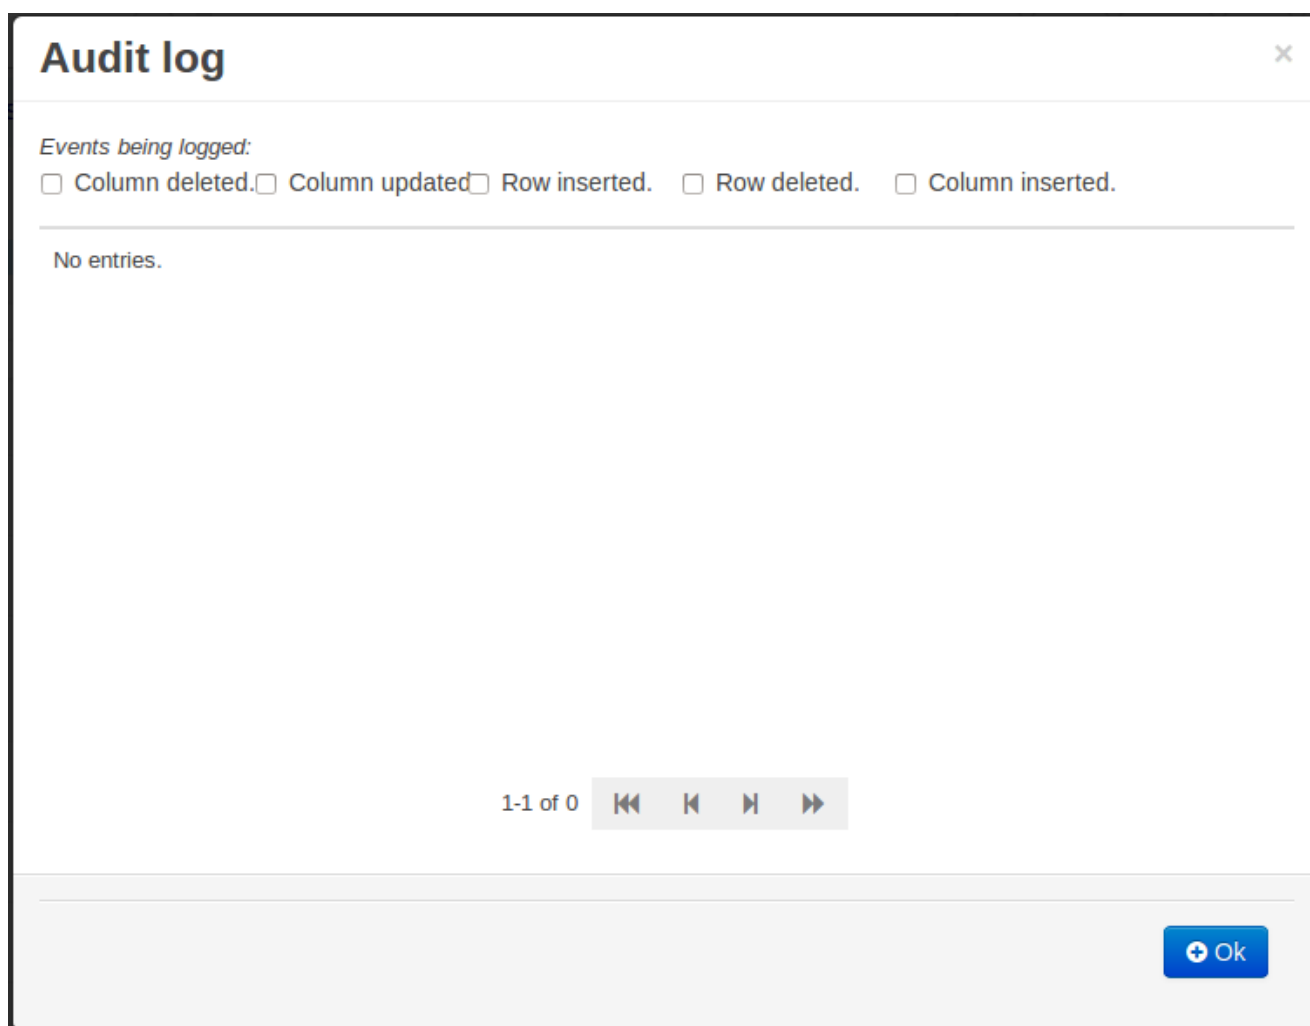 Audit log
Events being logged:
Column deleted. Column updated Row inserted. Row deleted. Column inserted.
No entries.
1-1 of 0
Ok